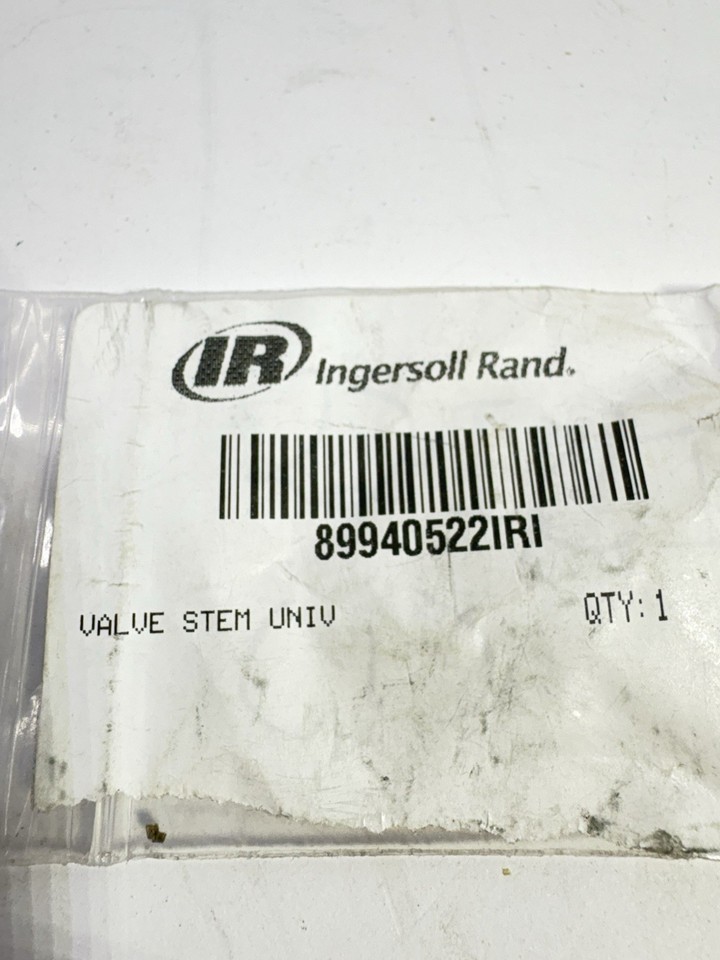 IR Ingersoll Rand.
89940522IRI
VALVE STEM UNIV QTY: 1